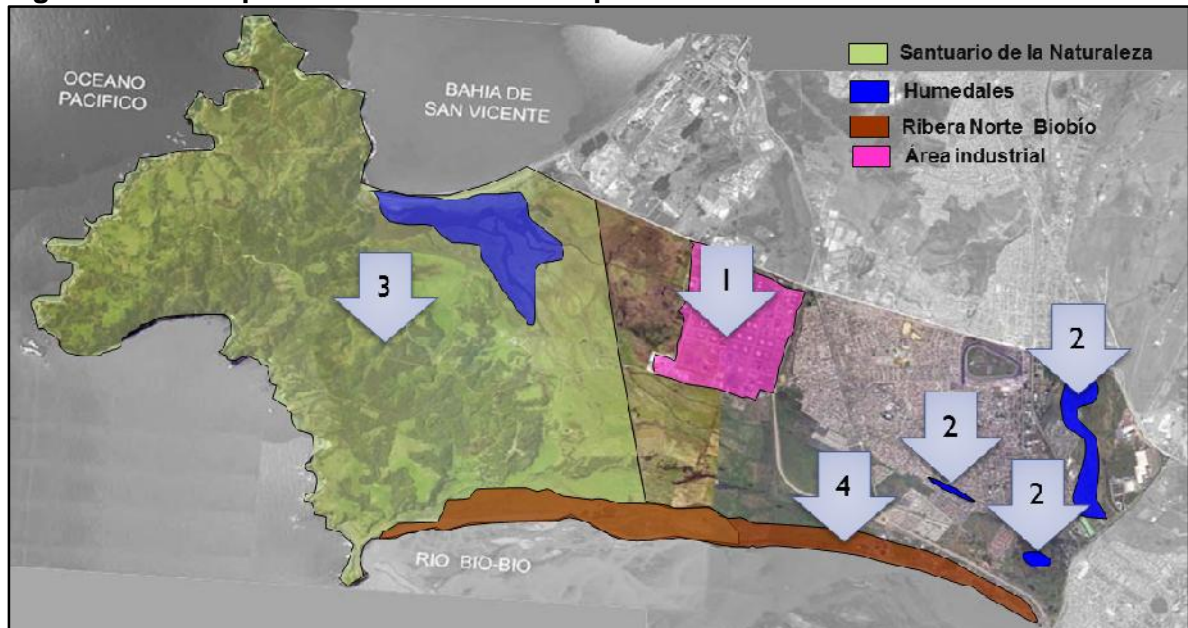 OCEANO
PACIFICO
BAHIA DE
SAN VICENTE
Santuario de la Naturaleza
Humedales
Ribera Norte Biobío
Área industrial
3
1
2
2
2
4
RIO BIO-BIO